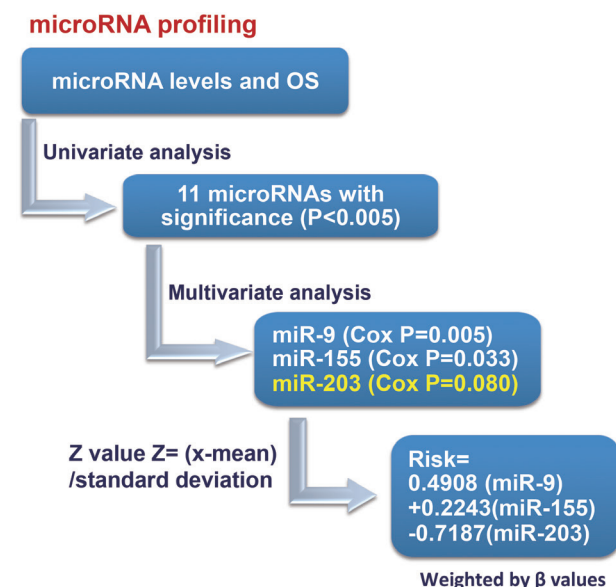 microRNA profiling
microRNA levels and OS
Univariate analysis
11 microRNAs with
significance (P<0.005)
Multivariate analysis
miR-9 (Cox P=0.005)
miR-155 (Cox P=0.033)
miR-203 (Cox P=0.080)
Z value Z= (x-mean)
/standard deviation
Risk=
0.4908 (miR-9)
+0.2243(miR-155)
-0.7187(miR-203)
Weighted by β values